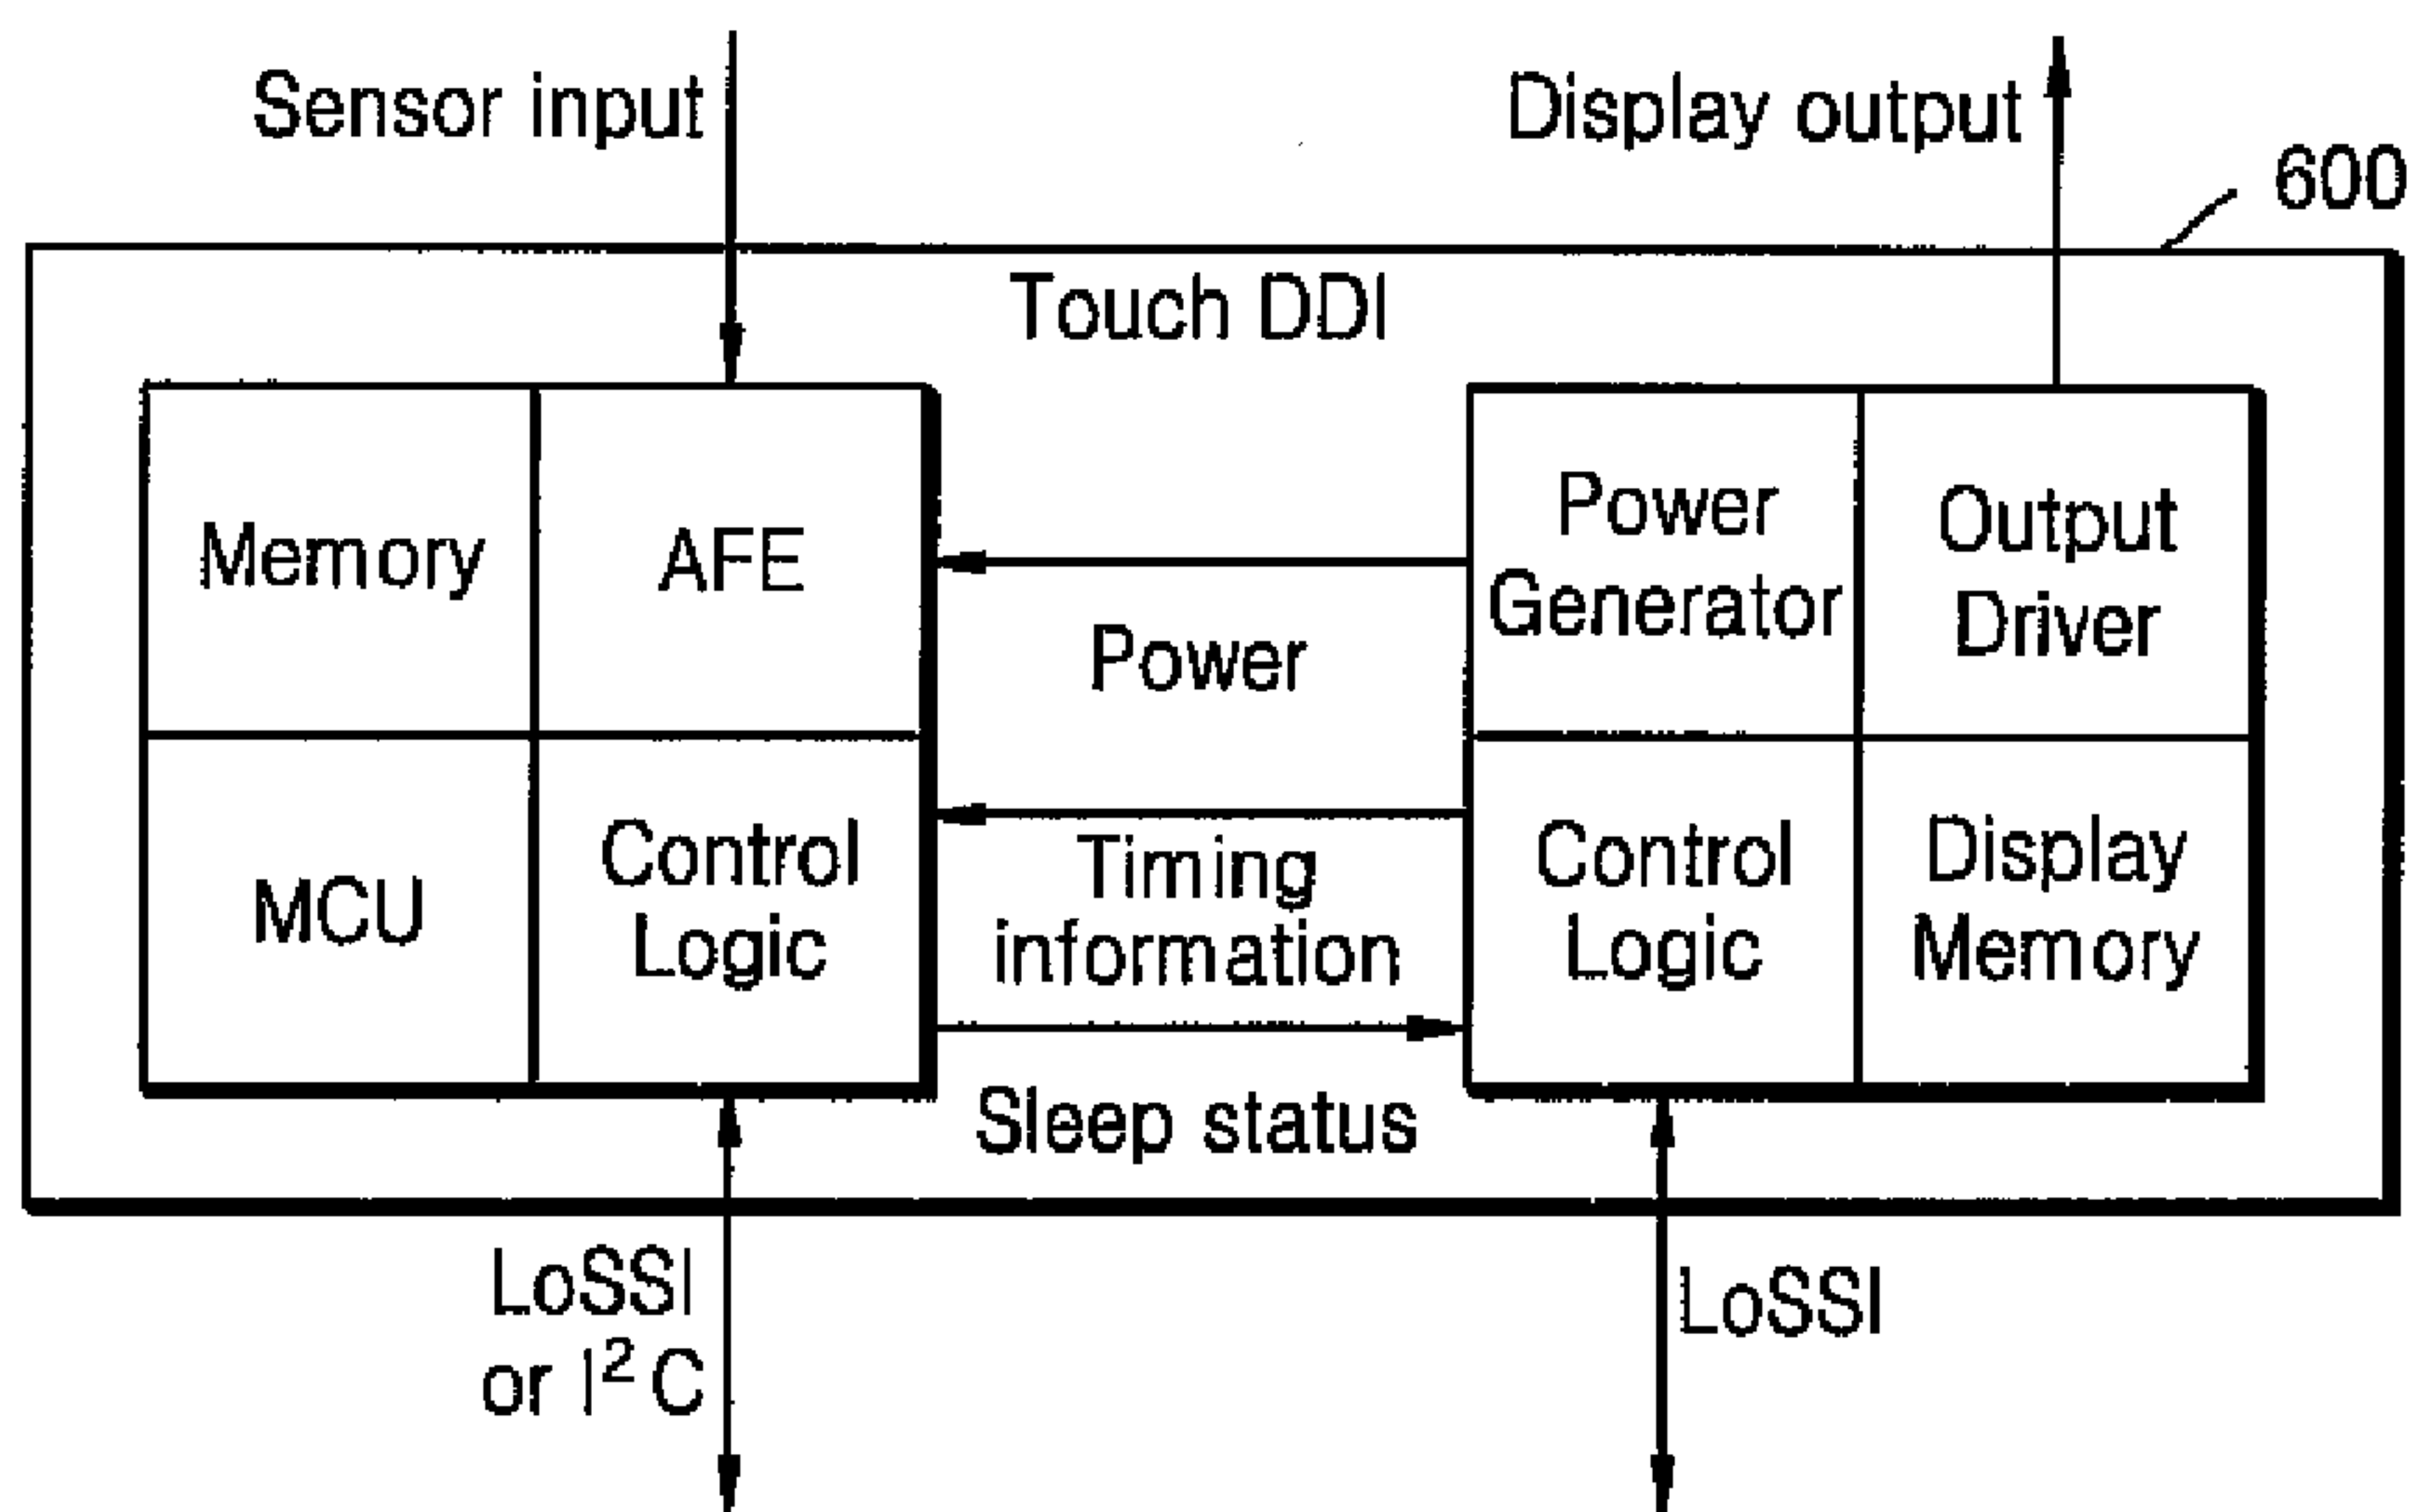 Sensor input
Display output
600
Touch DDI
Memory
AFE
Power
Generator
Output
Driver
Power
MCU
Control
Logic
Timing
information
Control
Logic
Display
Memory
Sleep status
LoSSI
or I² C
LoSSI